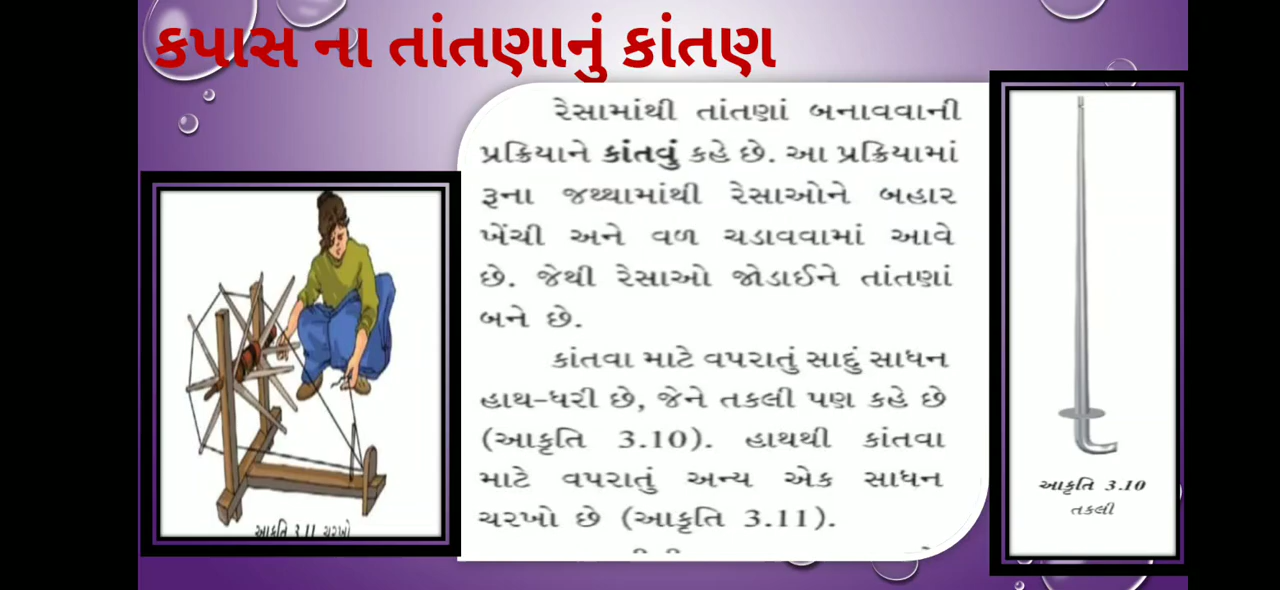 કપાસ ના તાંતણાનું કાંતણ
રેસામાંથી તાંતણાં બનાવવાની
પ્રક્રિયાને કાંતવું કહે છે. આ પ્રક્રિયામાં
રૂના જથ્થામાંથી રેસાઓને બહાર
ખેંચી અને વળ ચડાવવામાં આવે
છે. જેથી રેસાઓ જોડાઈને તાંતણાં
બને છે.
કાંતવા માટે વપરાતું સાદું સાધન
હાથ-ધરી છે, જેને તકલી પણ કહે છે
(આકૃતિ 3.10). હાથથી કાંતવા
માટે વપરાતું અન્ય એક સાધન
ચરખો છે (આકૃતિ 3.11).
આકૃતિ 3.11 ચરખો
આકૃતિ 3.10
તકલી